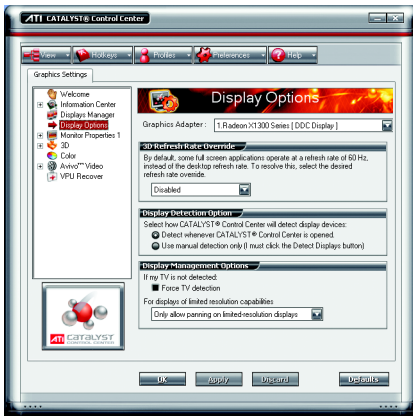 ATI CATALYST® Control Center
View
Hotkeys
Profiles
Preferences
Help
Graphics Settings
Welcome
Information Center
Displays Manager
Display Options
Monitor Properties 1
3D
Color
Avivo™ Video
VPU Recover
ATI CATALYST
CONTROL CENTER
Display Options
Graphics Adapter :
1.Radeon X1300 Series [ DDC Display ]
3D Refresh Rate Override
By default, some full screen applications operate at a refresh rate of 60 Hz,
instead of the desktop refresh rate. To resolve this, select the desired
refresh rate override.
Disabled
Display Detection Option
Select how CATALYST® Control Center will detect display devices:
Detect whenever CATALYST® Control Center is opened.
Use manual detection only (I must click the Detect Displays button)
Display Management Options
If my TV is not detected:
Force TV detection
For displays of limited resolution capabilities
Only allow panning on limited-resolution displays
OK
Apply
Discard
Defaults